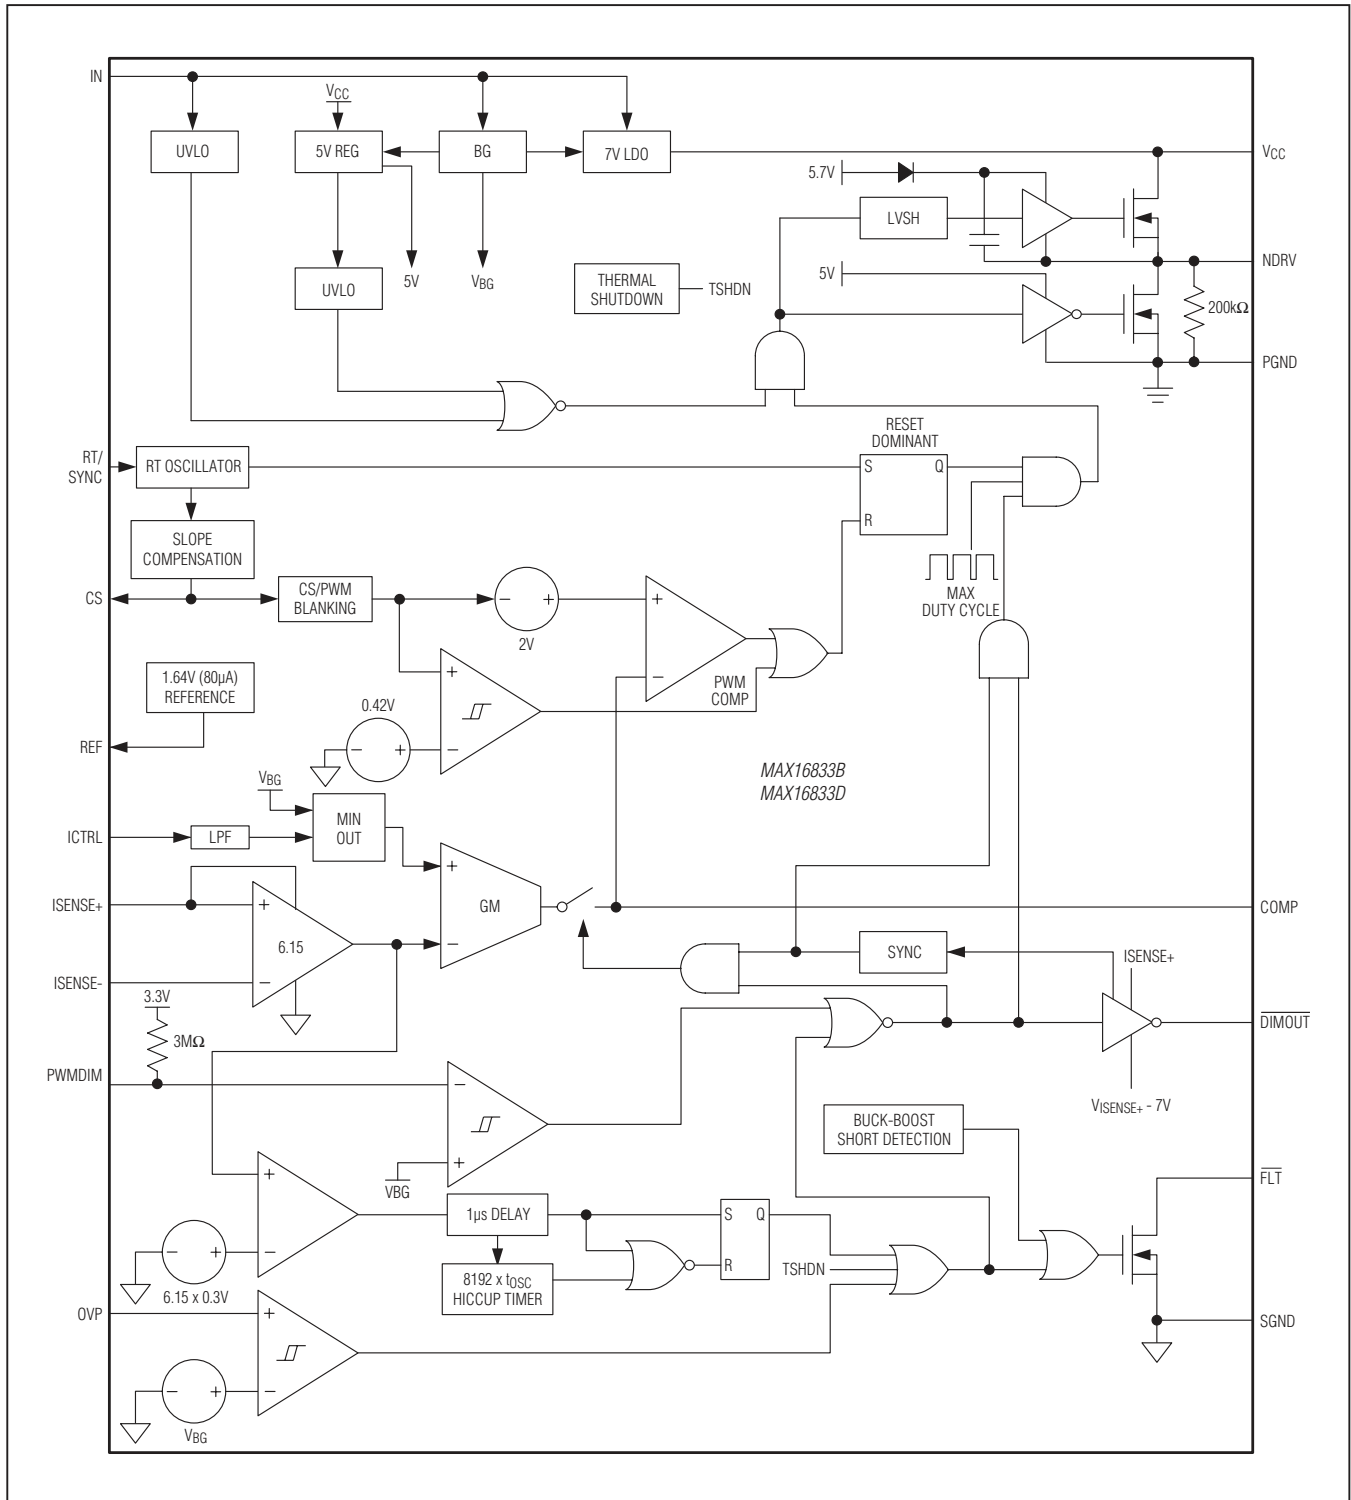 IN
VCC
UVLO
5V REG
BG
7V LDO
VCC
5.7V
LVSH
UVLO
5V
VBG
THERMAL
SHUTDOWN
TSHDN
5V
NDRV
200kΩ
PGND
RT/
SYNC
RT OSCILLATOR
RESET
DOMINANT
S
Q
R
SLOPE
COMPENSATION
CS
CS/PWM
BLANKING
-
+
2V
+
-
MAX
DUTY CYCLE
1.64V (80µA)
REFERENCE
REF
0.42V
-
+
+
-
PWM
COMP
MAX16833B
MAX16833D
VBG
ICTRL
LPF
MIN
OUT
+
-
GM
ISENSE+
+
6.15
-
ISENSE-
COMP
SYNC
ISENSE+
3.3V
3MΩ
PWMDIM
DIMOUT
VISENSE+ - 7V
-
+
VBG
BUCK-BOOST
SHORT DETECTION
FLT
+
-
-
+
6.15 x 0.3V
1µs DELAY
8192 x tOSC
HICCUP TIMER
S
Q
R
TSHDN
OVP
+
-
-
+
VBG
SGND